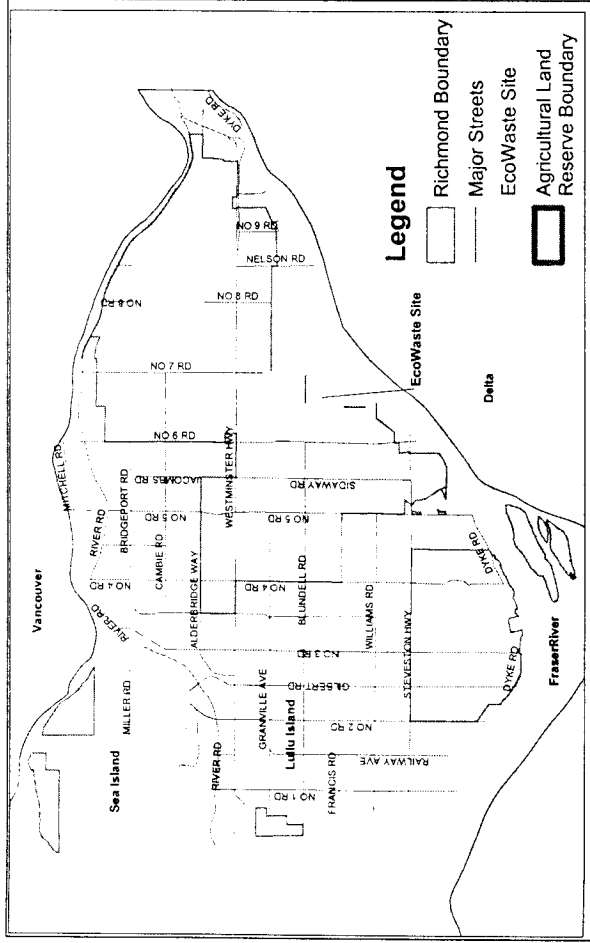 Vancouver
MITCHELL RD
RIVER RD
RIVER RD
BRIDGEPORT RD
MILLER RD
Sea Island
CAMBIE RD
NO 4 RD
NO 5 RD
JACOMBS RD
NO 6 RD
NO 7 RD
NO 8 RD
DYKE RD
NO 9 RD
NELSON RD
NO 8 RD
ALDERBRIDGE WAY
WESTMINSTER HWY
RIVER RD
GRANVILLE AVE
Lulu Island
NO 1 RD
FRANCIS RD
RAILWAY AVE
NO 2 RD
GILBERT RD
NO 3 RD
NO 4 RD
BLUNDELL RD
NO 5 RD
SIDAWAY RD
WILLIAMS RD
STEVESTON HWY
DYKE RD
DYKE RD
FraserRiver
Delta
EcoWaste Site
Legend
Richmond Boundary
Major Streets
EcoWaste Site
Agricultural Land
Reserve Boundary